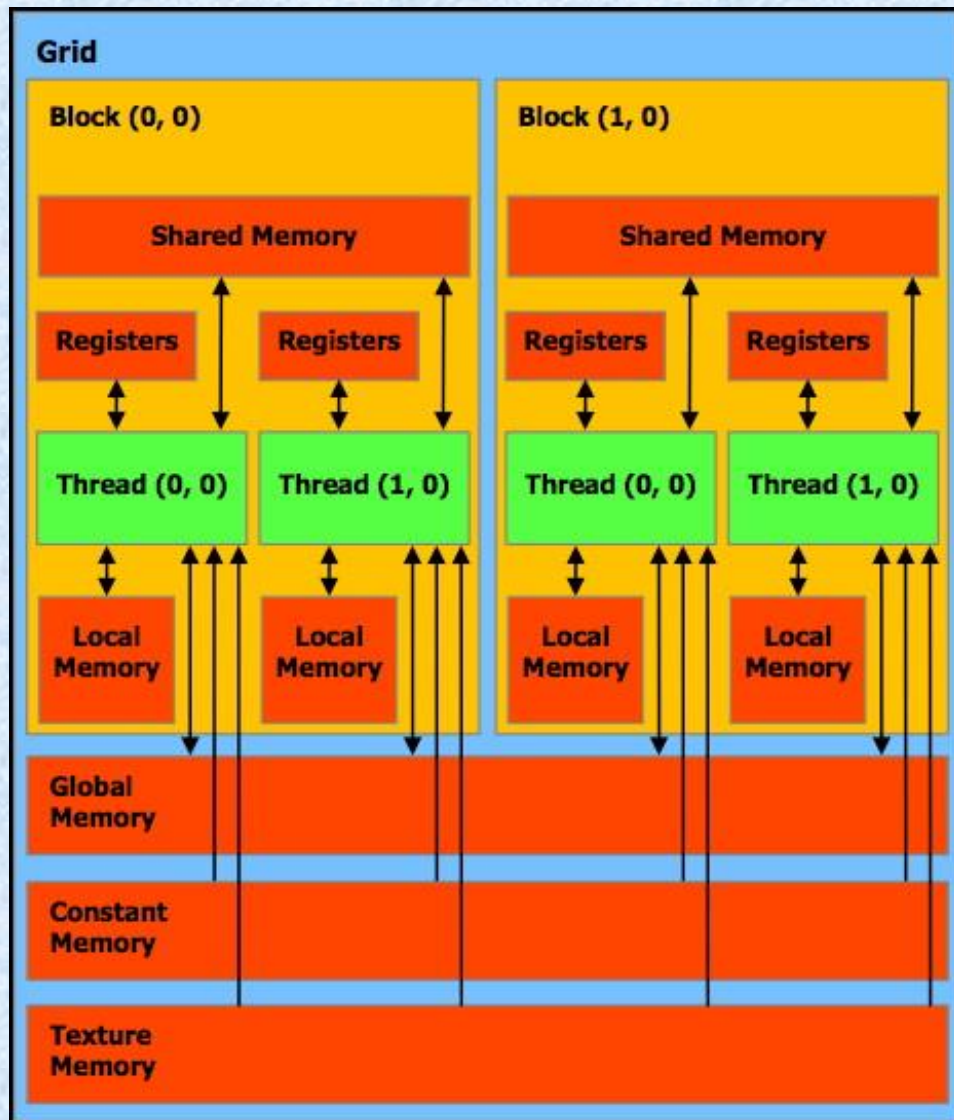 Grid
Block (0, 0)
Block (1, 0)
Shared Memory
Shared Memory
Registers
Registers
Registers
Registers
Thread (0, 0)
Thread (1, 0)
Thread (0, 0)
Thread (1, 0)
Local
Memory
Local
Memory
Local
Memory
Local
Memory
Global
Memory
Constant
Memory
Texture
Memory